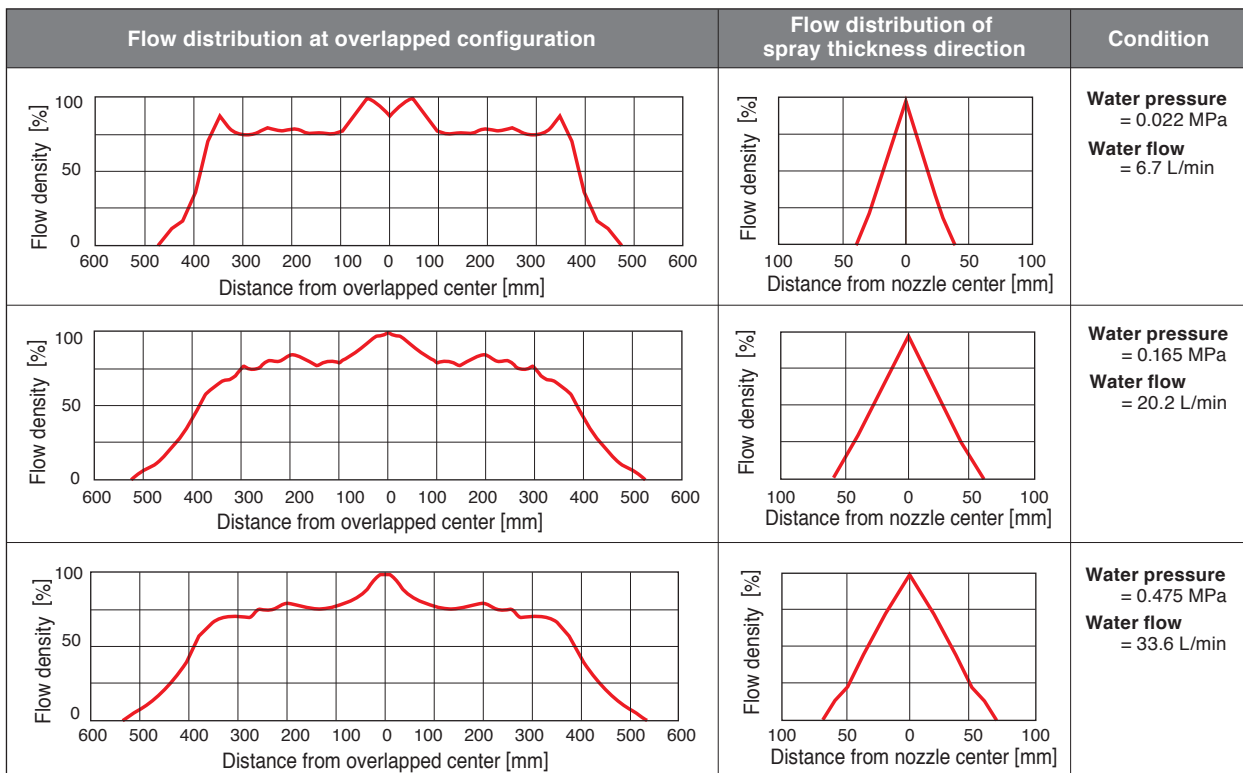 Flow distribution at overlapped configuration
Flow distribution of
spray thickness direction
Condition
Flow density [%]
100
50
0
600 500 400 300 200 100 0 100 200 300 400 500 600
Distance from overlapped center [mm]
Flow density [%]
100 50 0 50 100
Distance from nozzle center [mm]
Water pressure
= 0.022 MPa
Water flow
= 6.7 L/min
Flow density [%]
100
50
0
600 500 400 300 200 100 0 100 200 300 400 500 600
Distance from overlapped center [mm]
Flow density [%]
100 50 0 50 100
Distance from nozzle center [mm]
Water pressure
= 0.165 MPa
Water flow
= 20.2 L/min
Flow density [%]
100
50
0
600 500 400 300 200 100 0 100 200 300 400 500 600
Distance from overlapped center [mm]
Flow density [%]
100 50 0 50 100
Distance from nozzle center [mm]
Water pressure
= 0.475 MPa
Water flow
= 33.6 L/min